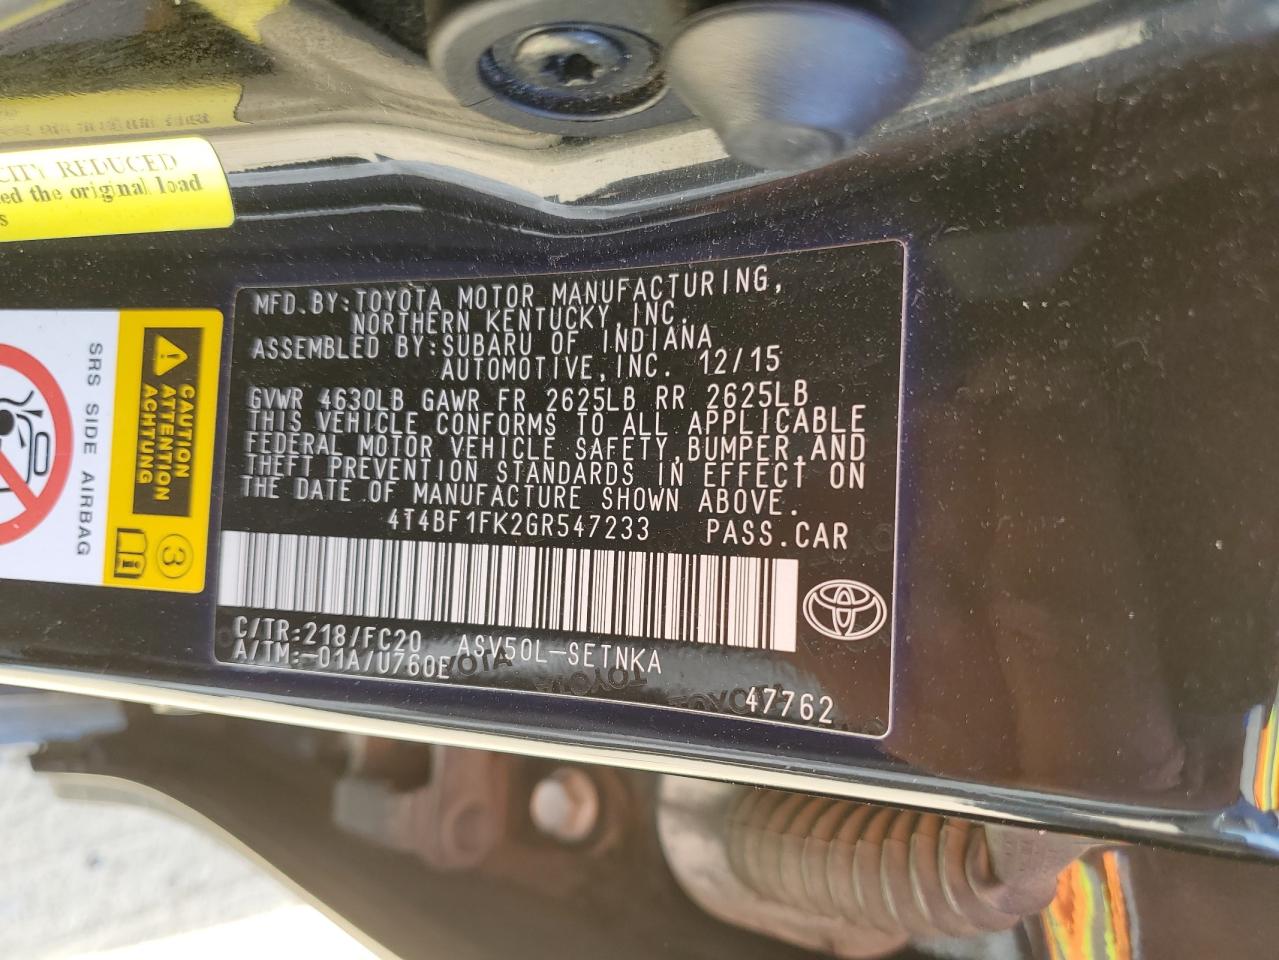 CITY REDUCED
ed the original load
s
CAUTION
ATTENTION
ACHTUNG
SRS SIDE AIRBAG
3
MFD.BY:TOYOTA MOTOR MANUFACTURING,
NORTHERN KENTUCKY, INC.
ASSEMBLED BY:SUBARU OF INDIANA
AUTOMOTIVE,INC. 12/15
GVWR 4630LB GAWR FR 2625LB RR 2625LB
THIS VEHICLE CONFORMS TO ALL APPLICABLE
FEDERAL MOTOR VEHICLE SAFETY,BUMPER,AND
THEFT PREVENTION STANDARDS IN EFFECT ON
THE DATE OF MANUFACTURE SHOWN ABOVE.
4T4BF1FK2GR547233 PASS.CAR
C/TR:218/FC20 ASV50L-SETNKA
A/TM:-01A/U760E
47762
TOYOTA TOYOTA